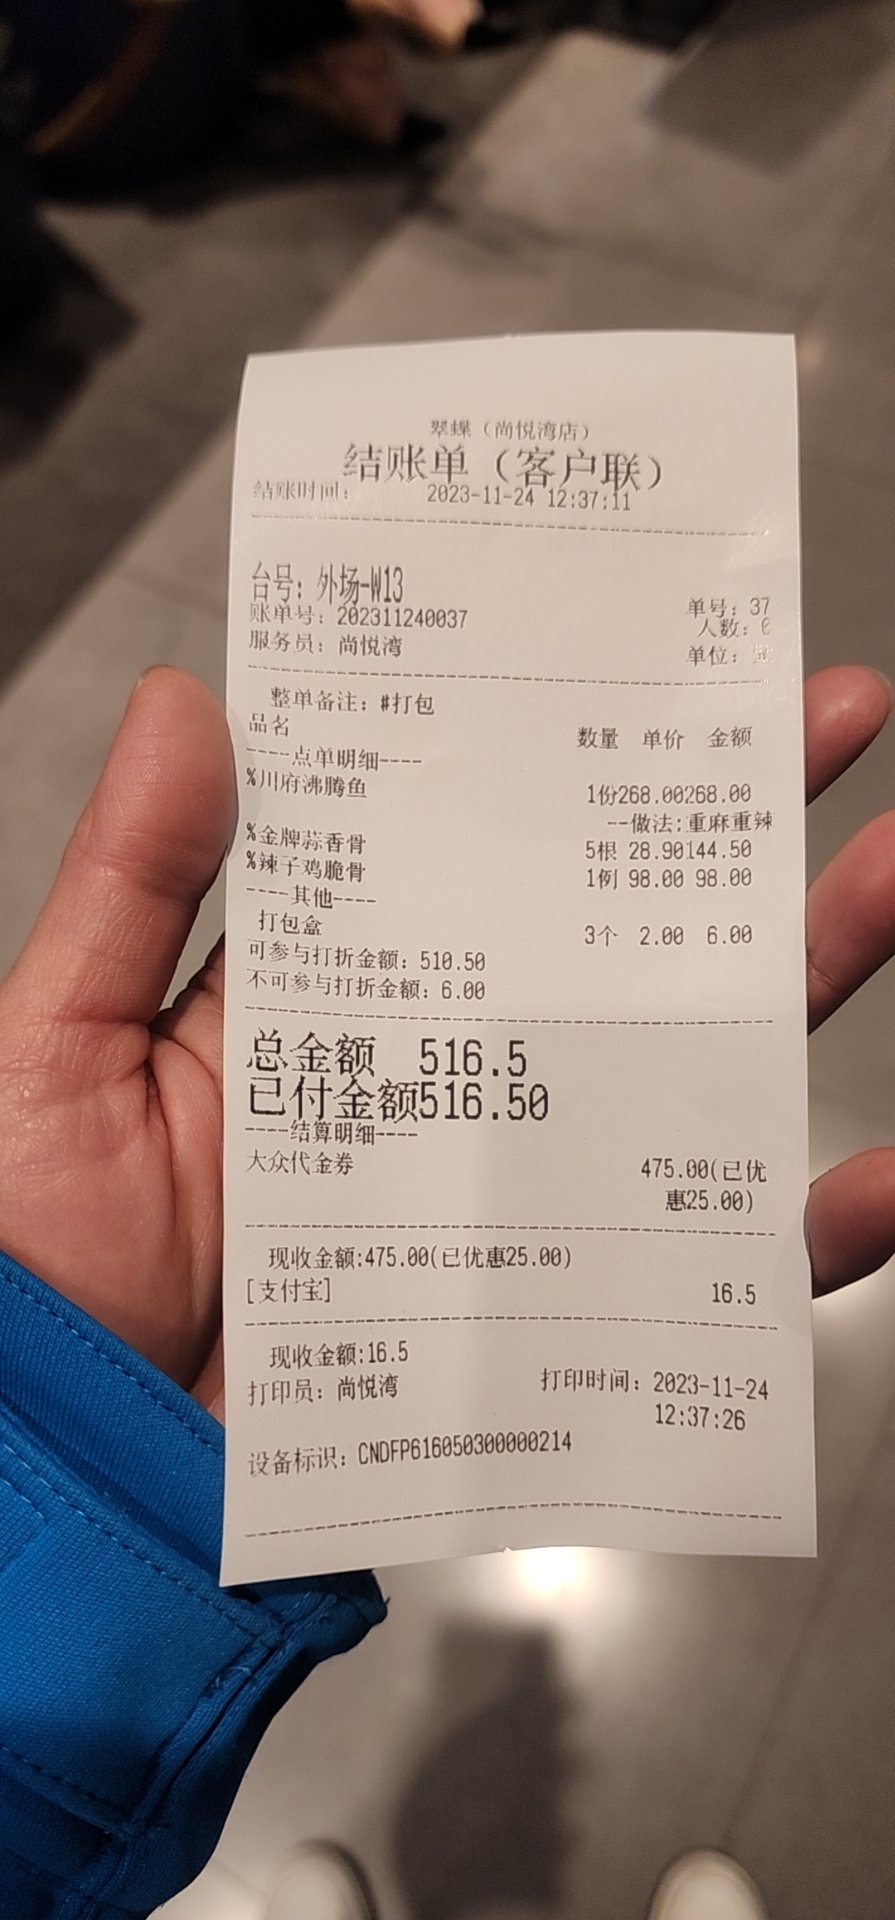 翠蝶（尚悦湾店）
结账单（客户联）
结账时间： 2023-11-24 12:37:11
台号：外场-W13
账单号：202311240037 单号：37
服务员：尚悦湾 人数：
单位：
整单备注：#打包
品名 数量 单价 金额
----点单明细----
%川府沸腾鱼 1份268.00268.00
--做法:重麻重辣
%金牌蒜香骨 5根 28.90144.50
%辣子鸡脆骨 1例 98.00 98.00
----其他----
打包盒 3个 2.00 6.00
可参与打折金额：510.50
不可参与打折金额：6.00
总金额 516.5
已付金额516.50
----结算明细----
大众代金券 475.00(已优
惠25.00)
现收金额:475.00(已优惠25.00)
[支付宝] 16.5
现收金额:16.5
打印员：尚悦湾 打印时间：2023-11-24
12:37:26
设备标识：CNDFP616050300000214